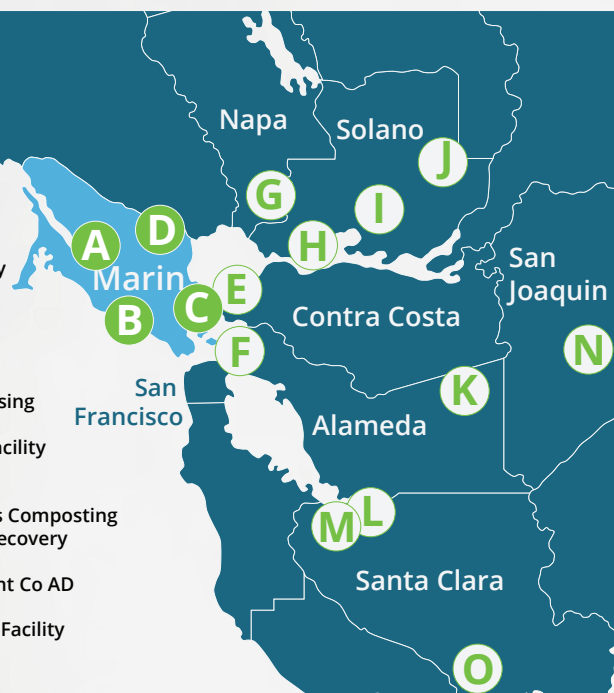 Napa
Solano
J
G
I
A
D
H
San
Joaquin
y
Marin
E
B
C
Contra Costa
F
N
San
Francisco
K
sing
Alameda
cility
M
L
s Composting
ecovery
nt Co AD
Santa Clara
Facility
O